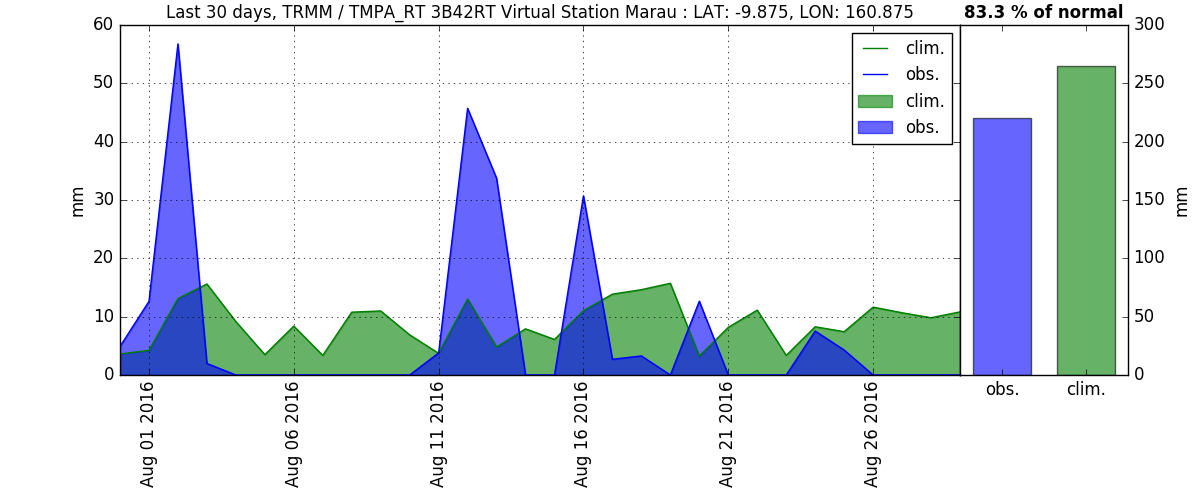 Last 30 days, TRMM / TMPA_RT 3B42RT Virtual Station Marau : LAT: -9.875, LON: 160.875
83.3 % of normal
60
50
40
30
20
10
0
mm
clim.
obs.
clim.
obs.
300
250
200
150
100
50
0
mm
obs.
clim.
Aug 01 2016
Aug 06 2016
Aug 11 2016
Aug 16 2016
Aug 21 2016
Aug 26 2016